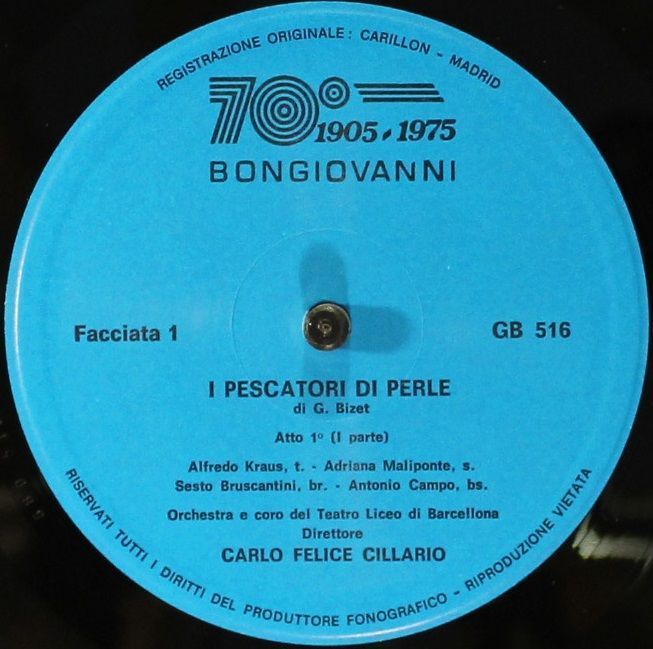 REGISTRAZIONE ORIGINALE: CARILLON - MADRID
70°
1905 · 1975
BONGIOVANNI
Facciata 1
GB 516
I PESCATORI DI PERLE
di G. Bizet
Atto 1º (I parte)
Alfredo Kraus, t. - Adriana Maliponte, s.
Sesto Bruscantini, br. - Antonio Campo, bs.
Orchestra e coro del Teatro Liceo di Barcellona
Direttore
CARLO FELICE CILLARIO
RISERVATI TUTTI I DIRITTI DEL PRODUTTORE FONOGRAFICO - RIPRODUZIONE VIETATA